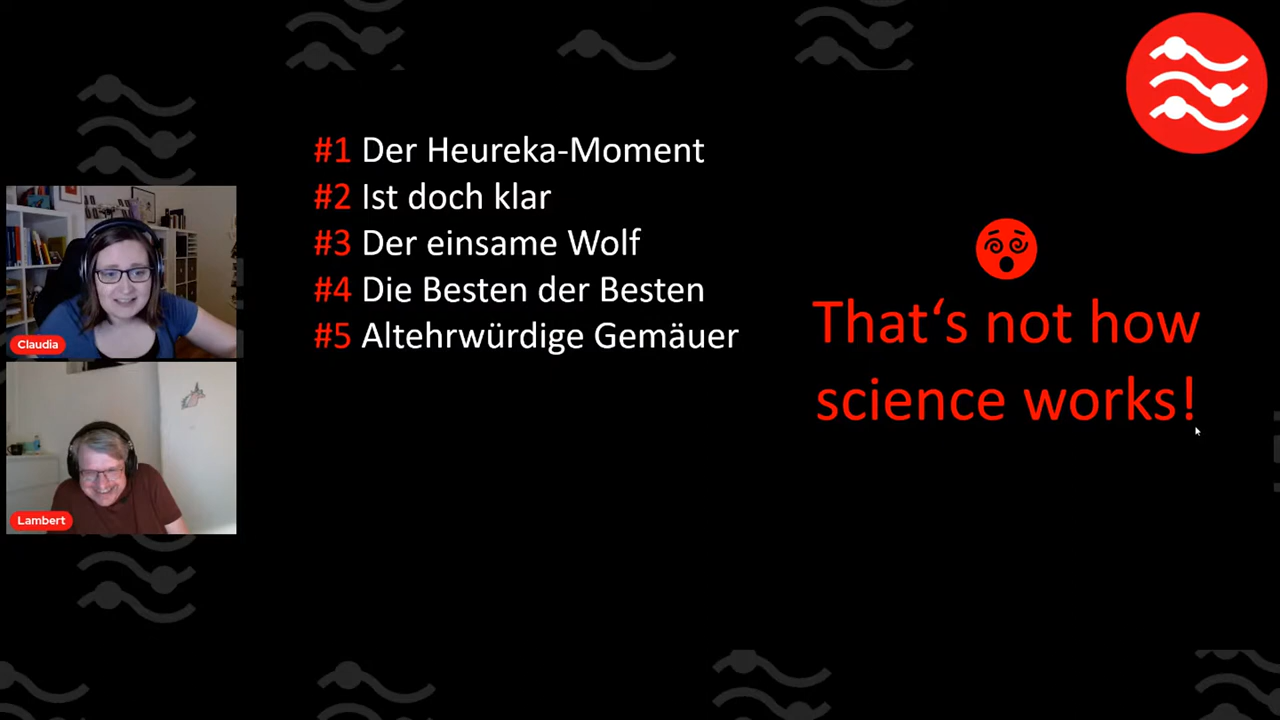 #1 Der Heureka-Moment
#2 Ist doch klar
#3 Der einsame Wolf
#4 Die Besten der Besten
#5 Altehrwürdige Gemäuer
That‘s not how
science works!
Claudia
Lambert